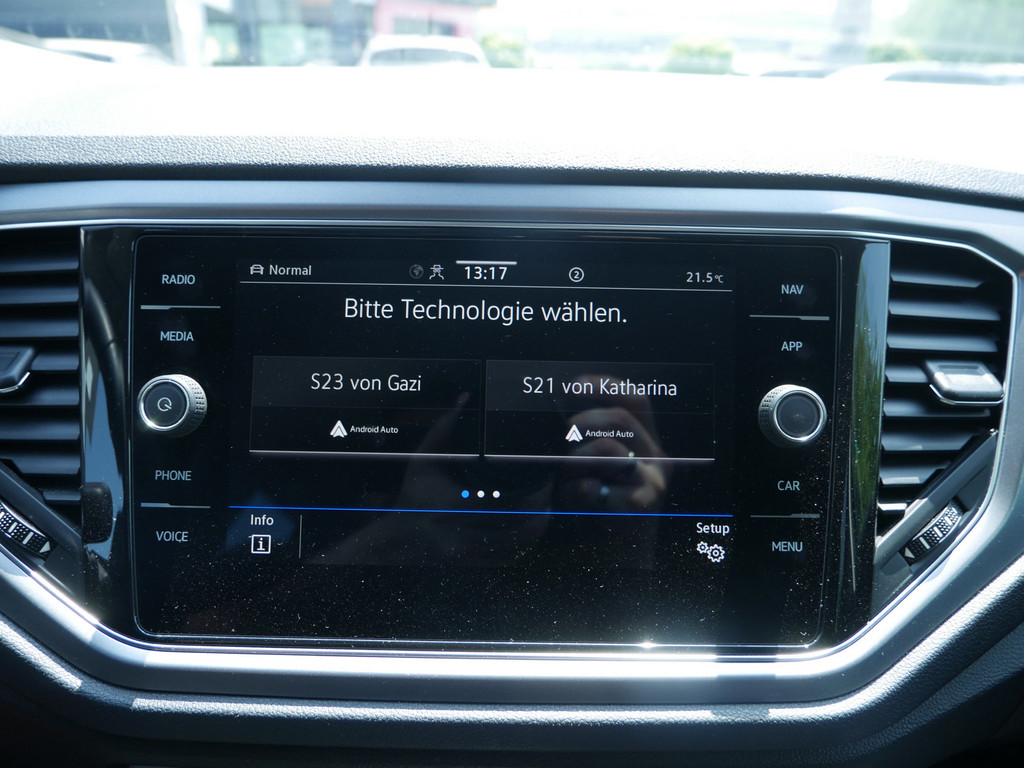 Normal
13:17
2
21.5°C
Bitte Technologie wählen.
S23 von Gazi
Android Auto
S21 von Katharina
Android Auto
Info
Setup
RADIO
MEDIA
PHONE
VOICE
NAV
APP
CAR
MENU